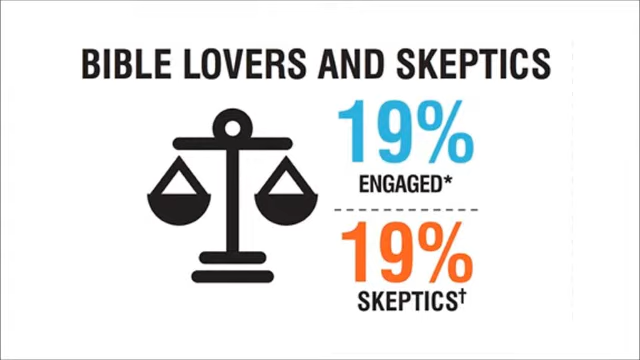 BIBLE LOVERS AND SKEPTICS
19%
ENGAGED*
19%
SKEPTICS†